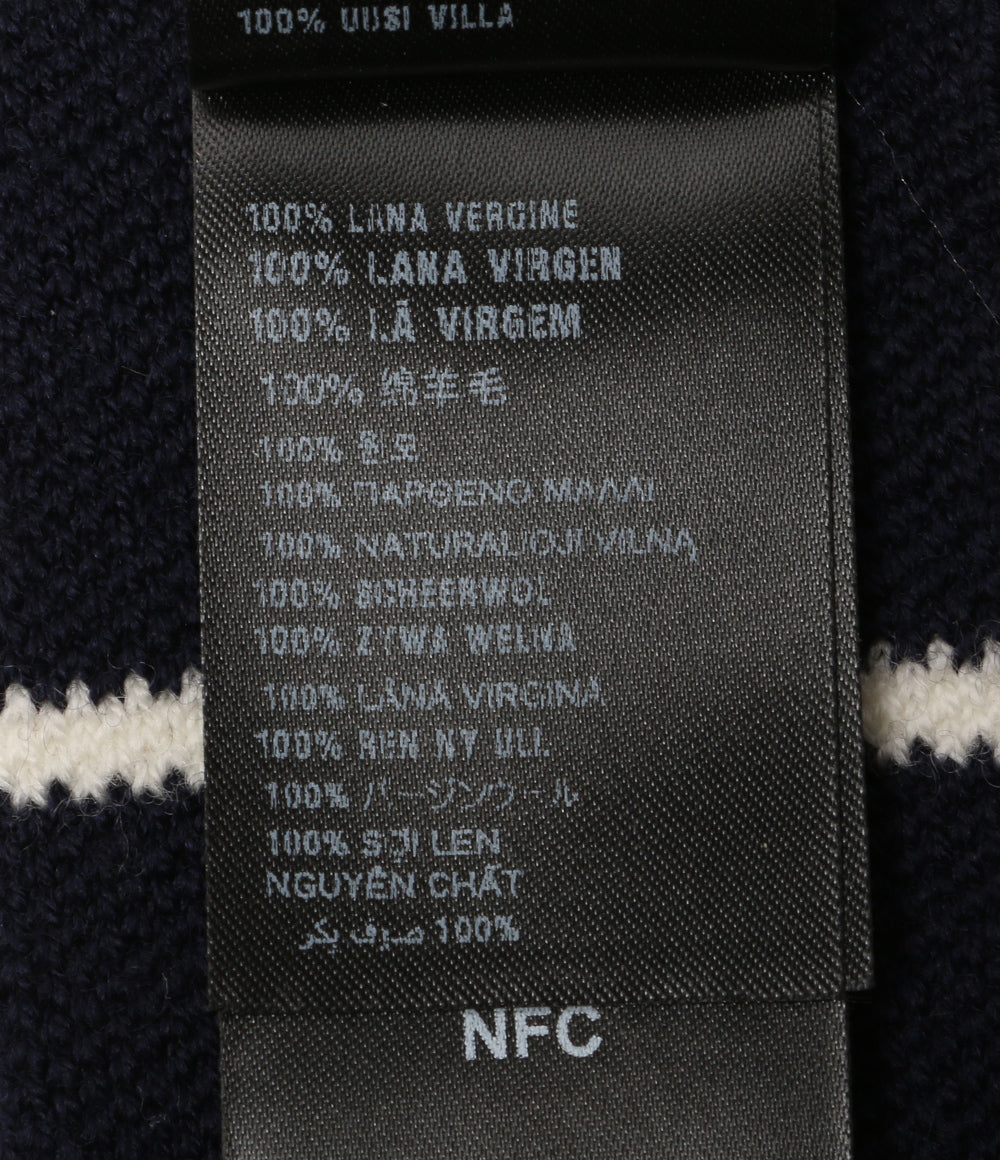 100% UUSI VILLA
100% LANA VERGINE
100% LANA VIRGEN
100% LÃ VIRGEM
100% 绵羊毛
100% 울모
100% ΠΑΡΘΕΝΟ ΜΑΛΛΙ
100% NATURALIOJI VILNĄ
100% SCHEERWOL
100% ŻYWA WEŁNA
100% LÂNĂ VIRGINĂ
100% REN NY ULL
100% バージンウール
100% SỢI LEN
NGUYÊN CHẤT
100% صوف بكر
NFC